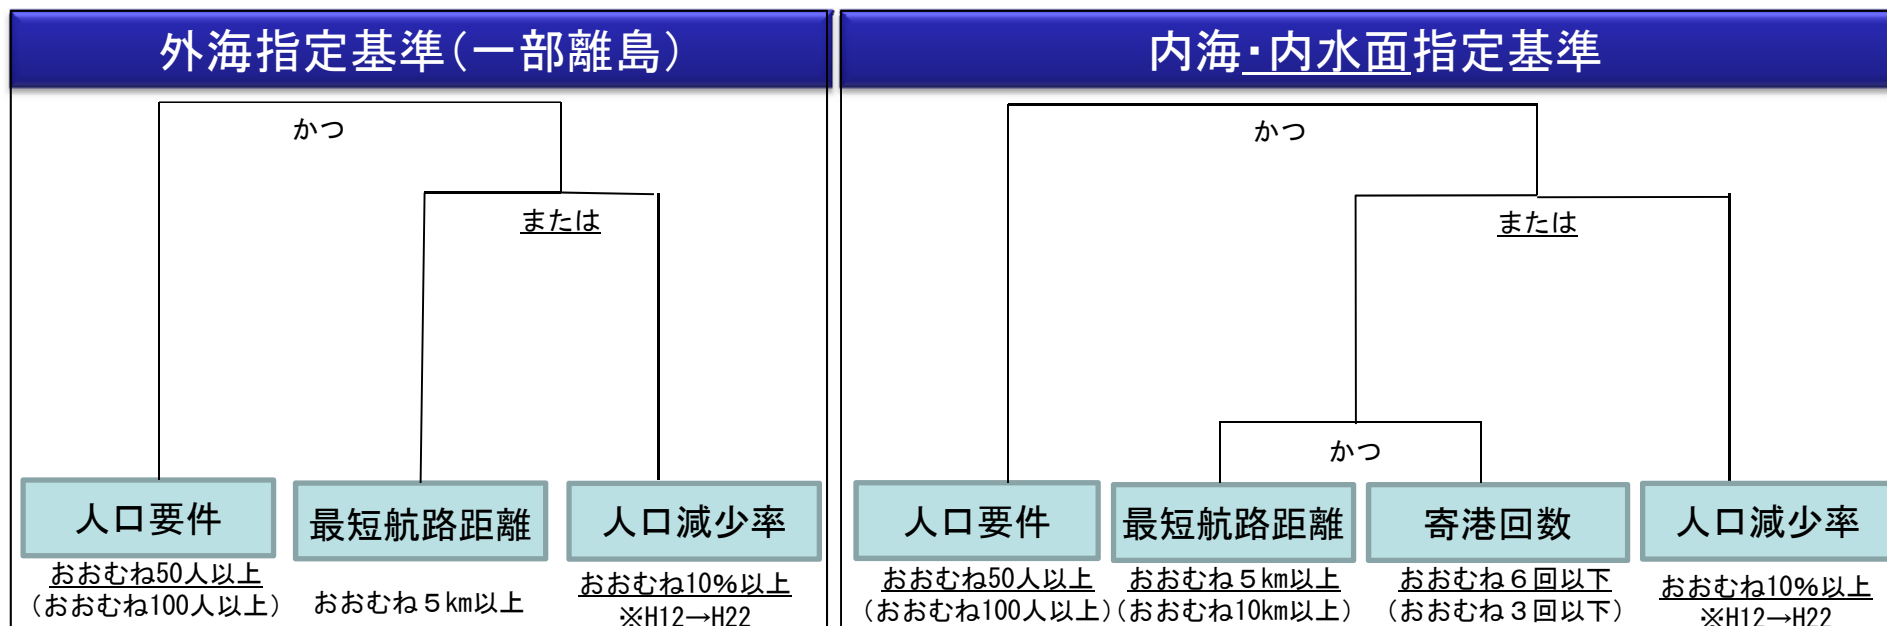 外海指定基準（一部離島）
かつ
または
人口要件
最短航路距離
人口減少率
おおむね50人以上
（おおむね100人以上）
おおむね５km以上
おおむね10%以上
※H12→H22
内海・内水面指定基準
かつ
または
かつ
人口要件
最短航路距離
寄港回数
人口減少率
おおむね50人以上
（おおむね100人以上）
おおむね５km以上
（おおむね10km以上）
おおむね６回以下
（おおむね３回以下）
おおむね10%以上
※H12→H22